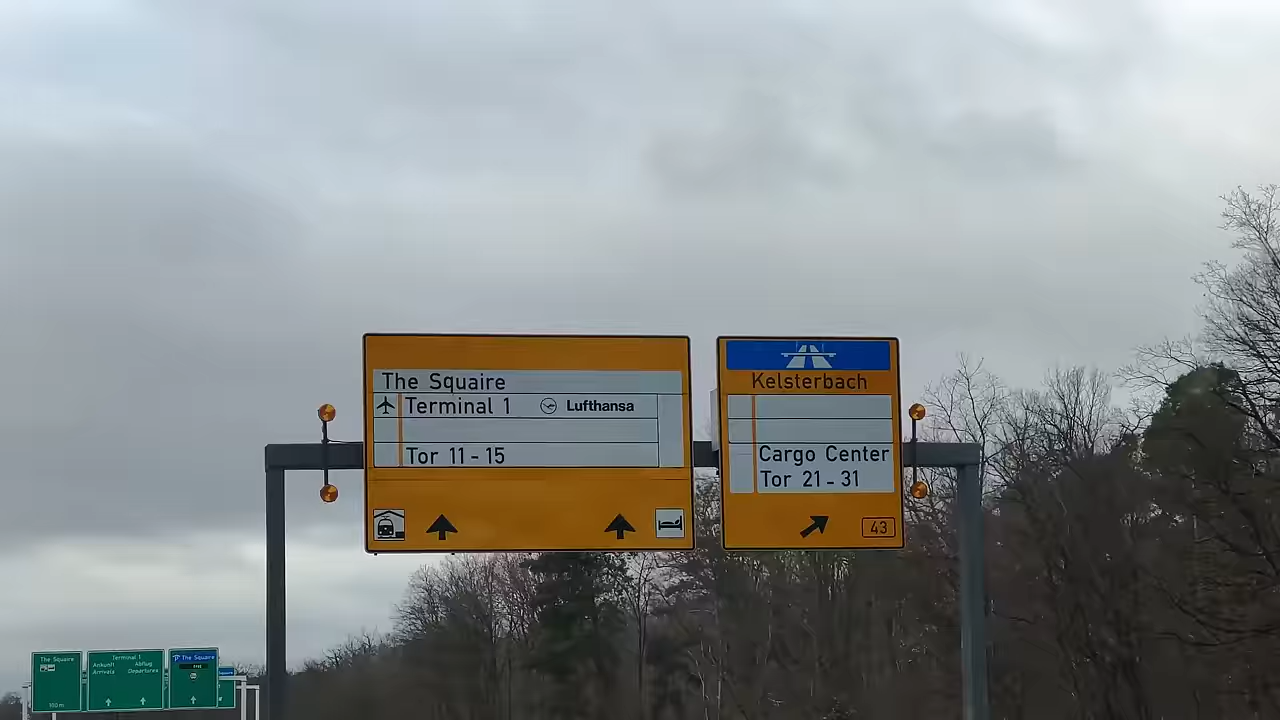 The Squaire
Terminal 1 Lufthansa
Tor 11 - 15
Kelsterbach
Cargo Center
Tor 21 - 31
43
The Squaire
Terminal 1
Ankunft Abflug
Arrivals Departures
The Squaire